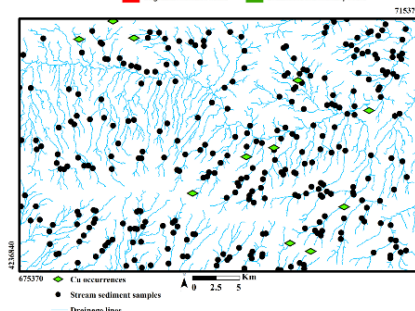 71537
4236840
675370
Cu occurrences
Km
0 2.5 5
Stream sediment samples
Drainage lines